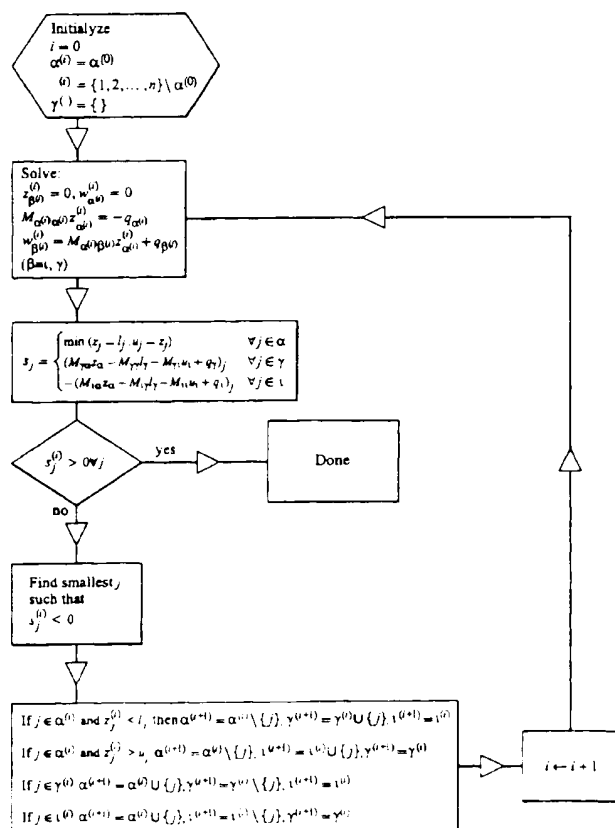 Initialyze
i = 0
α^(i) = α^(0)
^(i) = {1, 2, ..., n} \ α^(0)
γ^( ) = { }
Solve:
z_β^(i)^(i) = 0, w_α^(i)^(i) = 0
M_α^(i)α^(i) z_α^(i)^(i) = −q_α^(i)
w_β^(i)^(i) = M_α^(i)β^(i) z_α^(i)^(i) + q_β^(i)
(β=ι, γ)
s_j = { min (z_j − l_j, u_j − z_j) ∀j ∈ α
(M_γα z_α − M_γγ l_γ − M_γι u_ι + q_γ)_j ∀j ∈ γ
−(M_ια z_α − M_ιγ l_γ − M_ιι u_ι + q_ι)_j ∀j ∈ ι
s_j^(i) > 0∀j
yes
Done
no
Find smallest j
such that
s_j^(i) < 0
If j ∈ α^(i) and z_j^(i) < l_j then α^(i+1) = α^(i) \ {j}, γ^(i+1) = γ^(i) ∪ {j}, ι^(i+1) = ι^(i)
If j ∈ α^(i) and z_j^(i) > u_j α^(i+1) = α^(i) \ {j}, ι^(i+1) = ι^(i) ∪ {j}, γ^(i+1) = γ^(i)
If j ∈ γ^(i) α^(i+1) = α^(i) ∪ {j}, γ^(i+1) = γ^(i) \ {j}, ι^(i+1) = ι^(i)
If j ∈ ι^(i) α^(i+1) = α^(i) ∪ {j}, ι^(i+1) = ι^(i) \ {j}, γ^(i+1) = γ^(i)
i ← i + 1